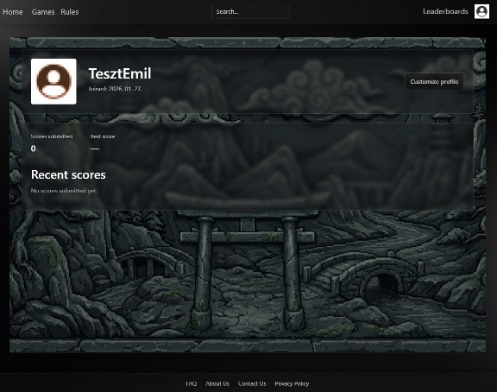 Home Games Rules Search... Leaderboards
TesztEmil
Joined: 2026. 01. 27.
Customize profile
Scores submitted Best score
0 —
Recent scores
No scores submitted yet.
FAQ About Us Contact Us Privacy Policy